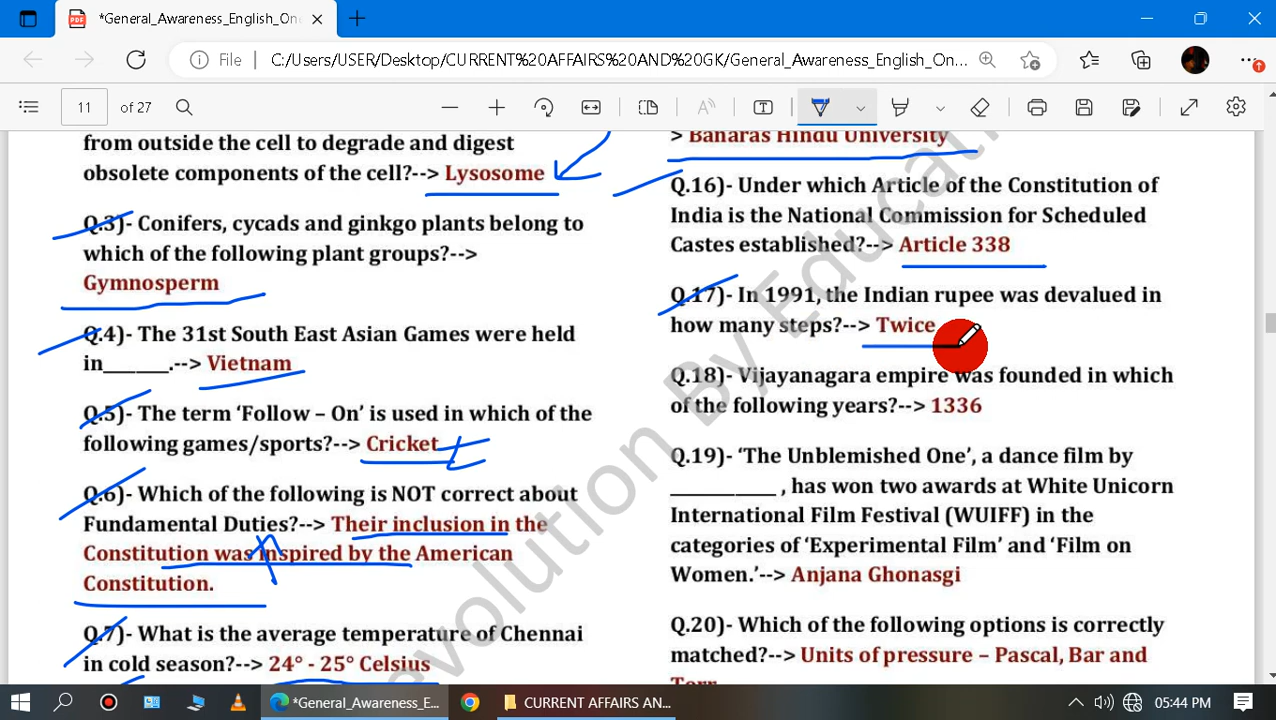 *General_Awareness_English_On
File
C:/Users/USER/Desktop/CURRENT%20AFFAIRS%20AND%20GK/General_Awareness_English_On...
11 of 27
from outside the cell to degrade and digest
obsolete components of the cell?--> Lysosome
Q.3)- Conifers, cycads and ginkgo plants belong to
which of the following plant groups?-->
Gymnosperm
Q.4)- The 31st South East Asian Games were held
in______.--> Vietnam
Q.5)- The term ‘Follow – On’ is used in which of the
following games/sports?--> Cricket
Q.6)- Which of the following is NOT correct about
Fundamental Duties?--> Their inclusion in the
Constitution was inspired by the American
Constitution.
Q.7)- What is the average temperature of Chennai
in cold season?--> 24° - 25° Celsius
> Banaras Hindu University
Q.16)- Under which Article of the Constitution of
India is the National Commission for Scheduled
Castes established?--> Article 338
Q.17)- In 1991, the Indian rupee was devalued in
how many steps?--> Twice
Q.18)- Vijayanagara empire was founded in which
of the following years?--> 1336
Q.19)- ‘The Unblemished One’, a dance film by
__________ , has won two awards at White Unicorn
International Film Festival (WUIFF) in the
categories of ‘Experimental Film’ and ‘Film on
Women.’--> Anjana Ghonasgi
Q.20)- Which of the following options is correctly
matched?--> Units of pressure – Pascal, Bar and
Torr
evolution By Educati
*General_Awareness_E...
CURRENT AFFAIRS AN...
05:44 PM